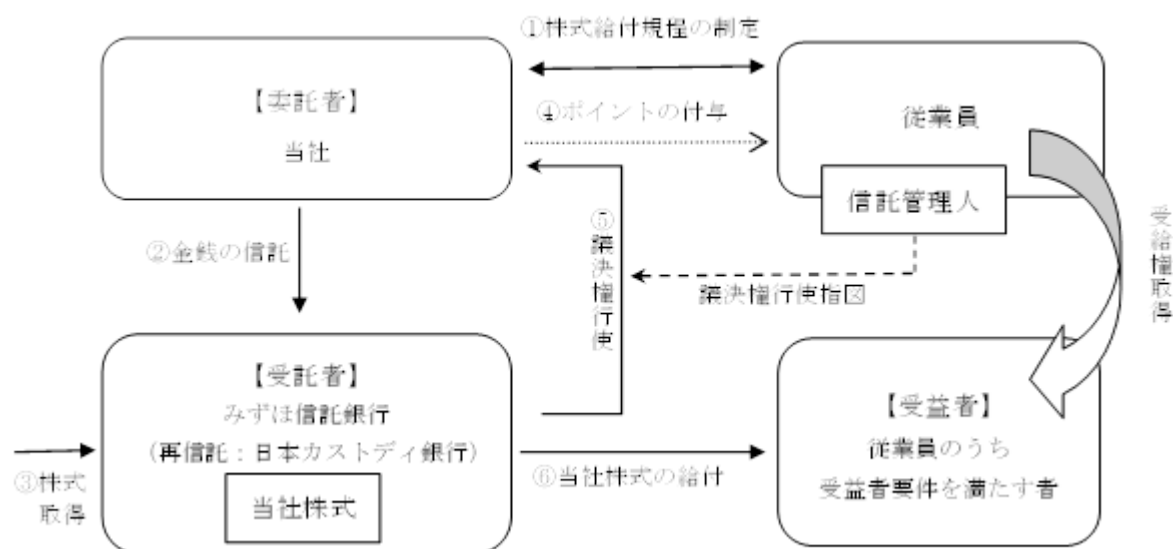 ①株式給付規程の制定
【委託者】
当社
④ポイントの付与
従業員
信託管理人
②金銭の信託
⑤議決権行使
議決権行使指図
受給権取得
【受託者】
みずほ信託銀行
（再信託：日本カストディ銀行）
当社株式
③株式
取得
⑥当社株式の給付
【受益者】
従業員のうち
受益者要件を満たす者